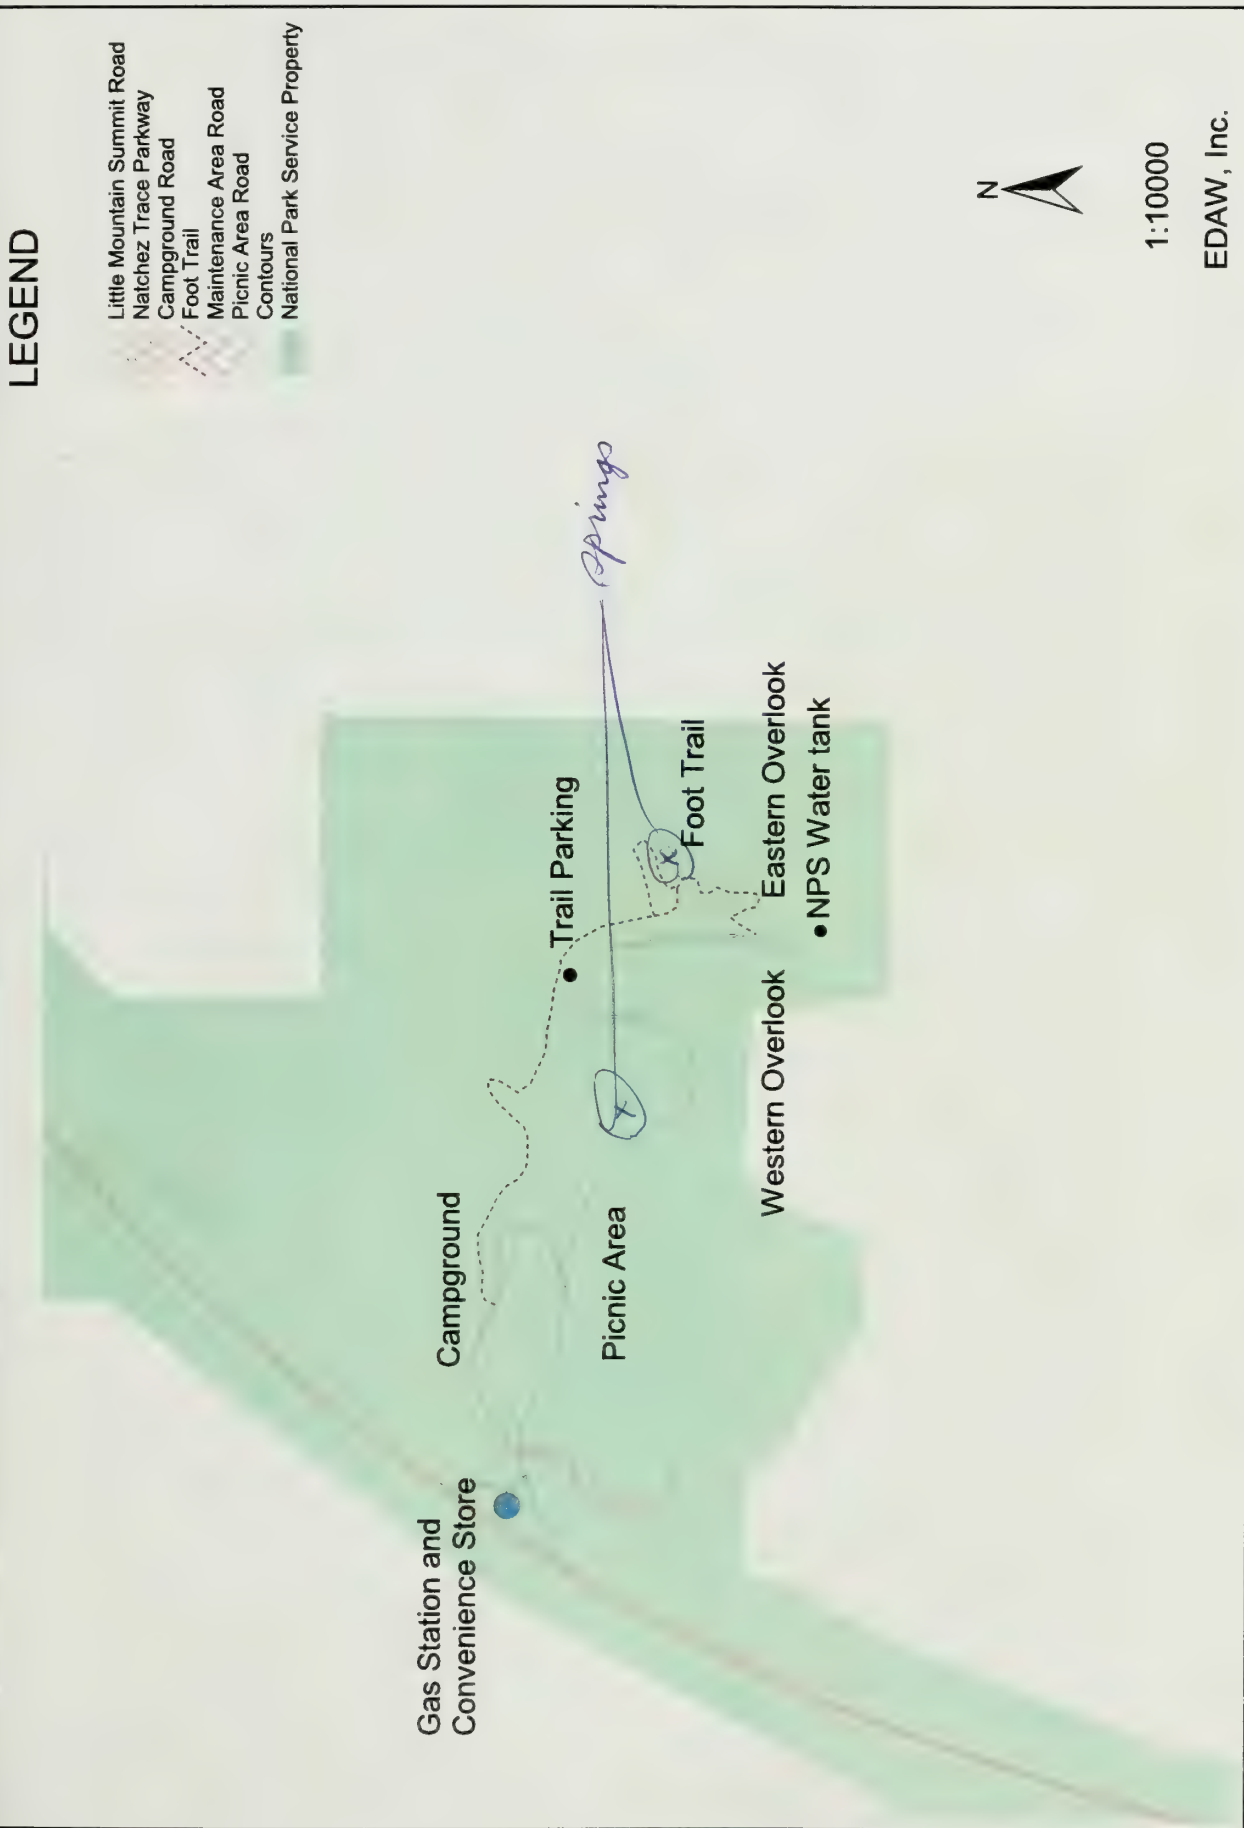 LEGEND
Little Mountain Summit Road
Natchez Trace Parkway
Campground Road
Foot Trail
Maintenance Area Road
Picnic Area Road
Contours
National Park Service Property
Gas Station and
Convenience Store
Campground
Trail Parking
Springs
x
x
Picnic Area
Foot Trail
Western Overlook
Eastern Overlook
NPS Water tank
N
1:10000
EDAW, Inc.